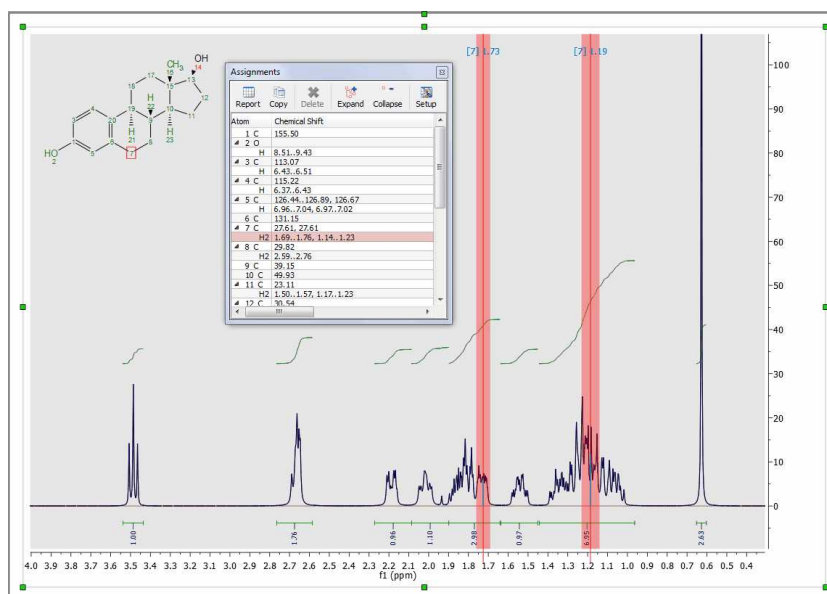 [7] 1.73
[7] 1.19
OH
14
CH3
16
17
18
15
13
12
H
22
19
9
10
11
4
20
H
21
H
23
3
1
5
6
7
8
HO
2
Assignments
Report Copy Delete Expand Collapse Setup
Atom Chemical Shift
1 C 155.50
2 O
H 8.51..9.43
3 C 113.07
H 6.43..6.51
4 C 115.22
H 6.37..6.43
5 C 126.44..126.89, 126.67
H 6.96..7.04, 6.97..7.02
6 C 131.15
7 C 27.61, 27.61
H2 1.69..1.76, 1.14..1.23
8 C 29.82
H2 2.59..2.76
9 C 39.15
10 C 49.93
11 C 23.11
H2 1.50..1.57, 1.17..1.23
12 C 30.54
100
90
80
70
60
50
40
30
20
10
0
1.00
1.76
0.96
1.10
2.98
0.97
6.95
2.63
4.0 3.9 3.8 3.7 3.6 3.5 3.4 3.3 3.2 3.1 3.0 2.9 2.8 2.7 2.6 2.5 2.4 2.3 2.2 2.1 2.0 1.9 1.8 1.7 1.6 1.5 1.4 1.3 1.2 1.1 1.0 0.9 0.8 0.7 0.6 0.5 0.4
f1 (ppm)